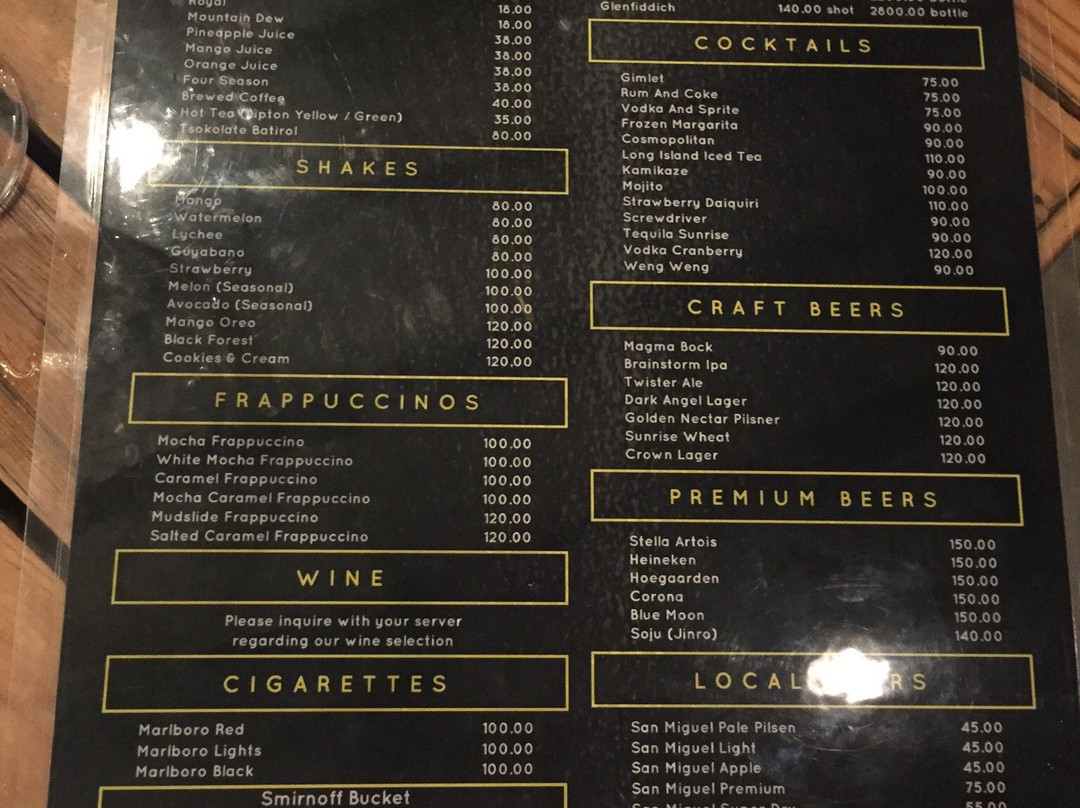 Royal 18.00
Mountain Dew 18.00
Pineapple Juice 38.00
Mango Juice 38.00
Orange Juice 38.00
Four Season 38.00
Brewed Coffee 40.00
Hot Tea (Lipton Yellow / Green) 35.00
Tsokolate Batirol 80.00
SHAKES
Mango 80.00
Watermelon 80.00
Lychee 80.00
Guyabano 80.00
Strawberry 100.00
Melon (Seasonal) 100.00
Avocado (Seasonal) 100.00
Mango Oreo 120.00
Black Forest 120.00
Cookies & Cream 120.00
FRAPPUCCINOS
Mocha Frappuccino 100.00
White Mocha Frappuccino 100.00
Caramel Frappuccino 100.00
Mocha Caramel Frappuccino 100.00
Mudslide Frappuccino 120.00
Salted Caramel Frappuccino 120.00
WINE
Please inquire with your server
regarding our wine selection
CIGARETTES
Marlboro Red 100.00
Marlboro Lights 100.00
Marlboro Black 100.00
Smirnoff Bucket
bottle
Glenfiddich 140.00 shot 2800.00 bottle
COCKTAILS
Gimlet 75.00
Rum And Coke 75.00
Vodka And Sprite 75.00
Frozen Margarita 90.00
Cosmopolitan 90.00
Long Island Iced Tea 110.00
Kamikaze 90.00
Mojito 100.00
Strawberry Daiquiri 110.00
Screwdriver 90.00
Tequila Sunrise 90.00
Vodka Cranberry 120.00
Weng Weng 90.00
CRAFT BEERS
Magma Bock 90.00
Brainstorm Ipa 120.00
Twister Ale 120.00
Dark Angel Lager 120.00
Golden Nectar Pilsner 120.00
Sunrise Wheat 120.00
Crown Lager 120.00
PREMIUM BEERS
Stella Artois 150.00
Heineken 150.00
Hoegaarden 150.00
Corona 150.00
Blue Moon 150.00
Soju (Jinro) 140.00
LOCAL
San Miguel Pale Pilsen 45.00
San Miguel Light 45.00
San Miguel Apple 45.00
San Miguel Premium 75.00
San Miguel Super Dry 55.00